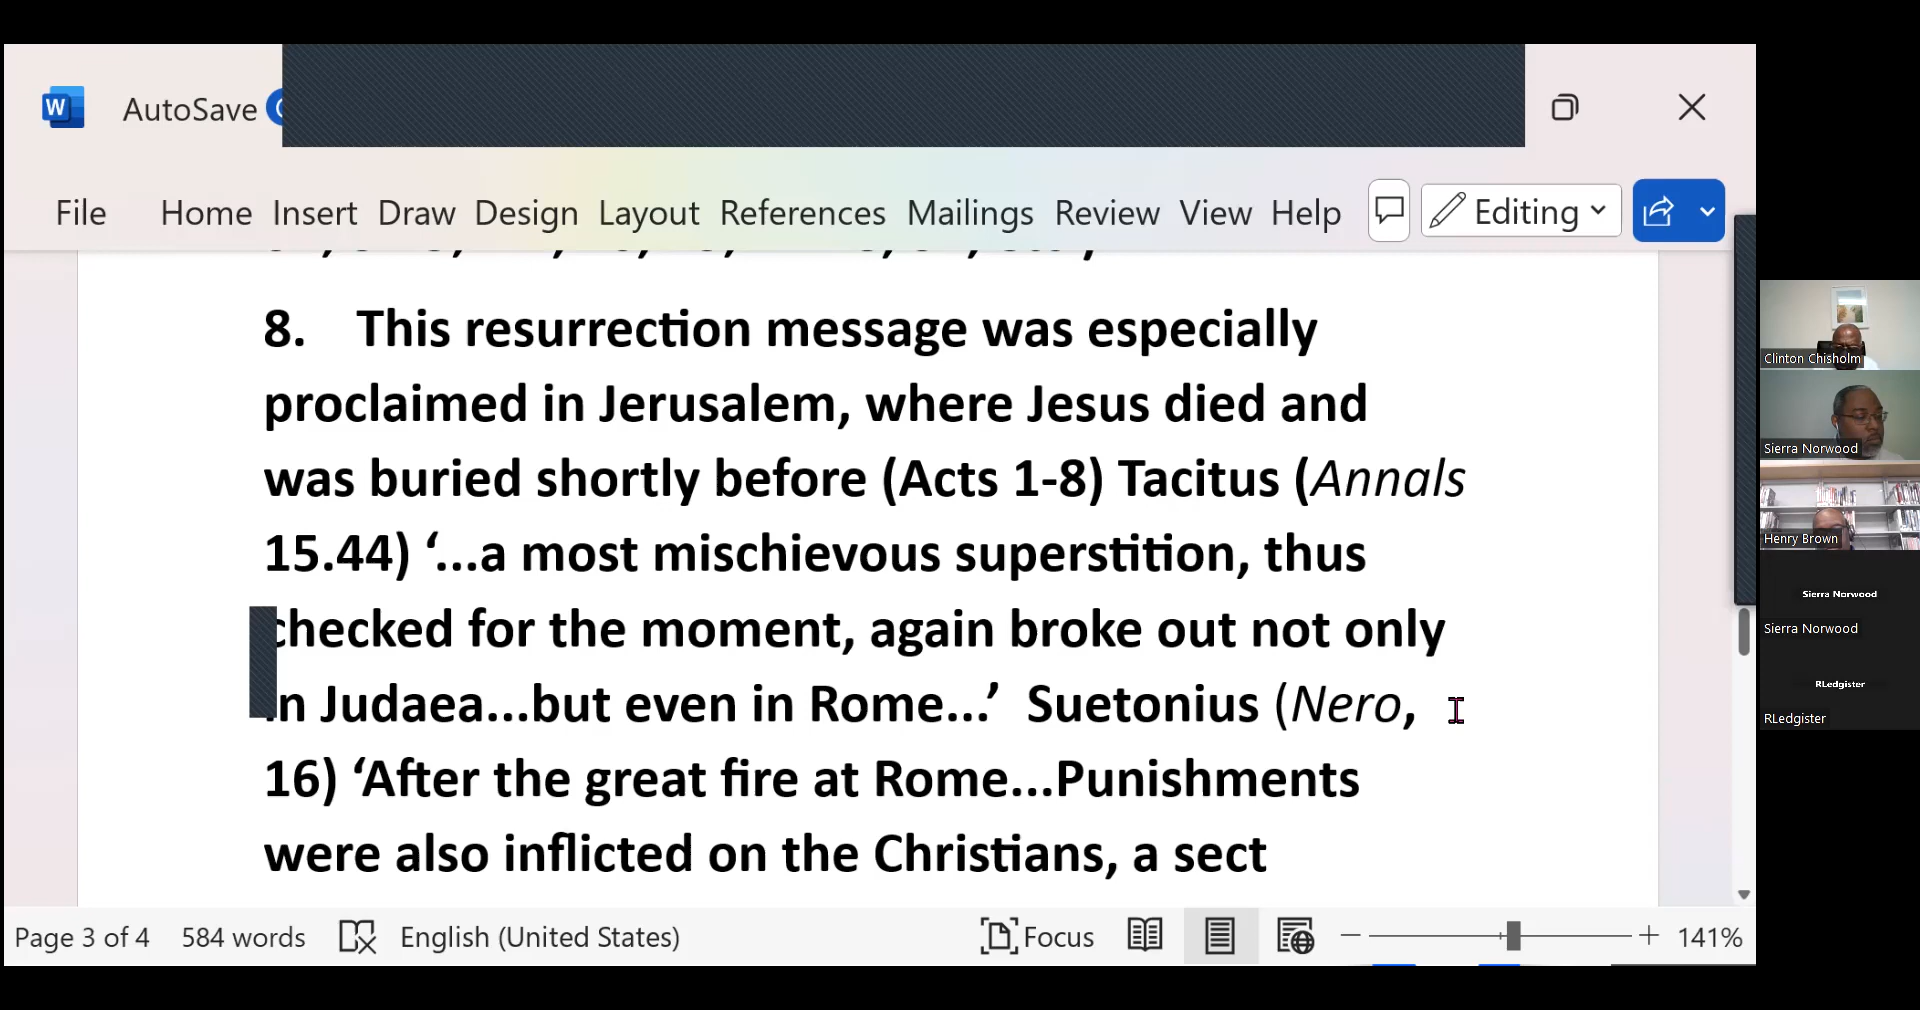 AutoSave
File Home Insert Draw Design Layout References Mailings Review View Help Editing
8. This resurrection message was especially
proclaimed in Jerusalem, where Jesus died and
was buried shortly before (Acts 1-8) Tacitus (Annals
15.44) ‘...a most mischievous superstition, thus
checked for the moment, again broke out not only
in Judaea...but even in Rome...’ Suetonius (Nero,
16) ‘After the great fire at Rome...Punishments
were also inflicted on the Christians, a sect
Page 3 of 4 584 words English (United States) Focus 141%
Clinton Chisholm
Sierra Norwood
Henry Brown
Sierra Norwood
Sierra Norwood
RLedgister
RLedgister